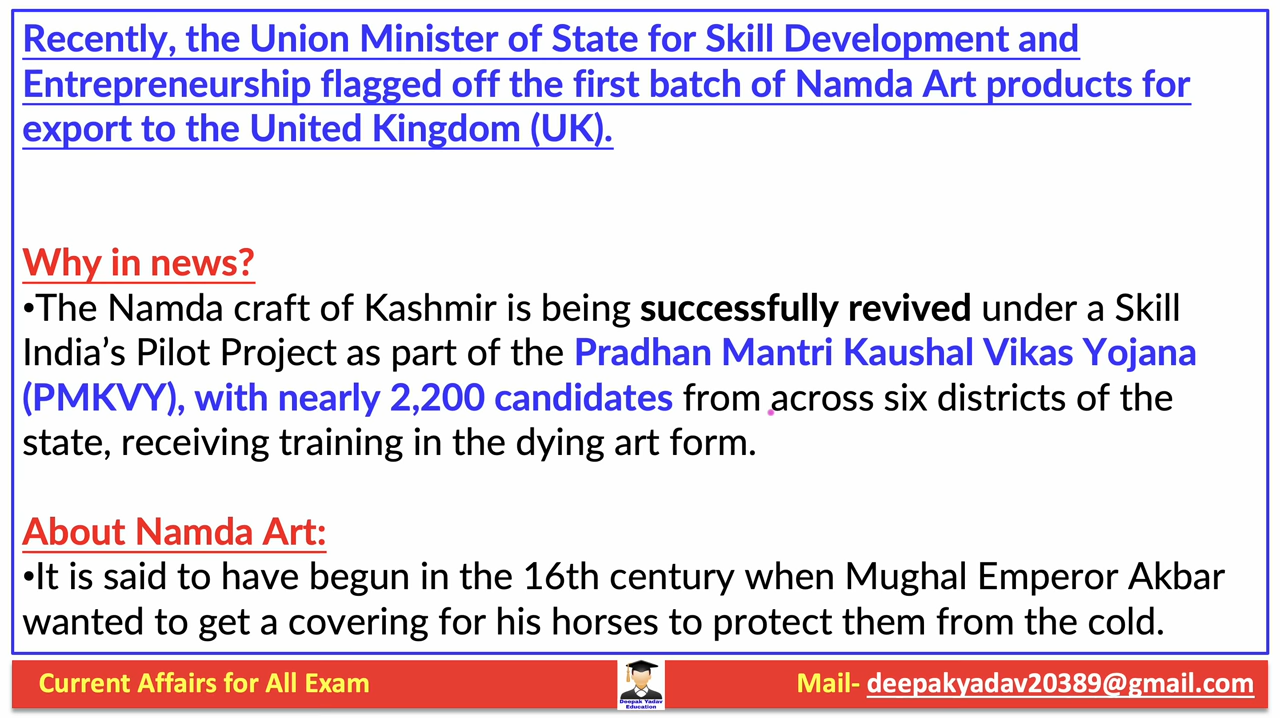 Recently, the Union Minister of State for Skill Development and
Entrepreneurship flagged off the first batch of Namda Art products for
export to the United Kingdom (UK).
Why in news?
•The Namda craft of Kashmir is being successfully revived under a Skill
India’s Pilot Project as part of the Pradhan Mantri Kaushal Vikas Yojana
(PMKVY), with nearly 2,200 candidates from across six districts of the
state, receiving training in the dying art form.
About Namda Art:
•It is said to have begun in the 16th century when Mughal Emperor Akbar
wanted to get a covering for his horses to protect them from the cold.
Current Affairs for All Exam
Deepak Yadav
Education
Mail- deepakyadav20389@gmail.com